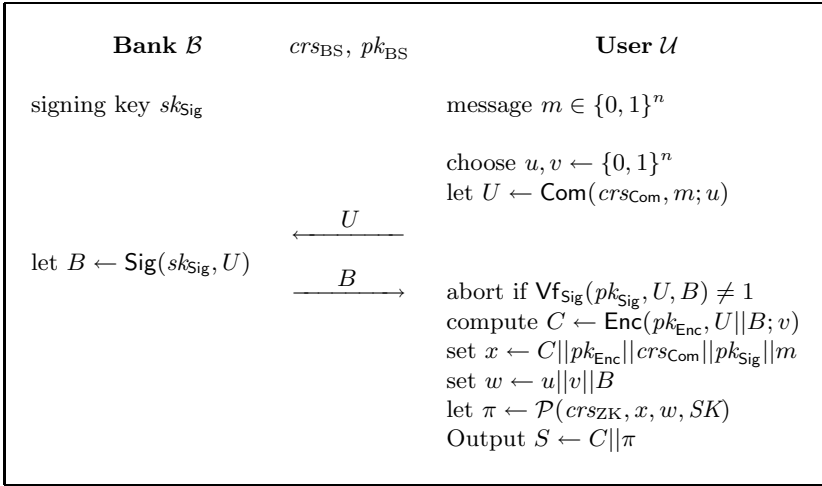 Bank 𝓑 crs_BS, pk_BS User 𝓤
signing key sk_Sig message m ∈ {0, 1}^n
choose u, v ← {0, 1}^n
let U ← Com(crs_Com, m; u)
U
let B ← Sig(sk_Sig, U)
B
abort if Vf_Sig(pk_Sig, U, B) ≠ 1
compute C ← Enc(pk_Enc, U||B; v)
set x ← C||pk_Enc||crs_Com||pk_Sig||m
set w ← u||v||B
let π ← 𝒫(crs_ZK, x, w, SK)
Output S ← C||π